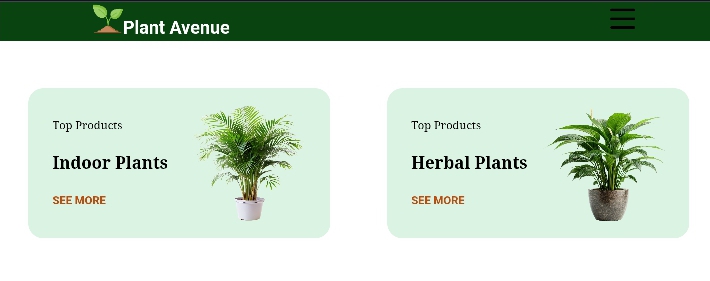 Plant Avenue
Top Products
Indoor Plants
SEE MORE
Top Products
Herbal Plants
SEE MORE